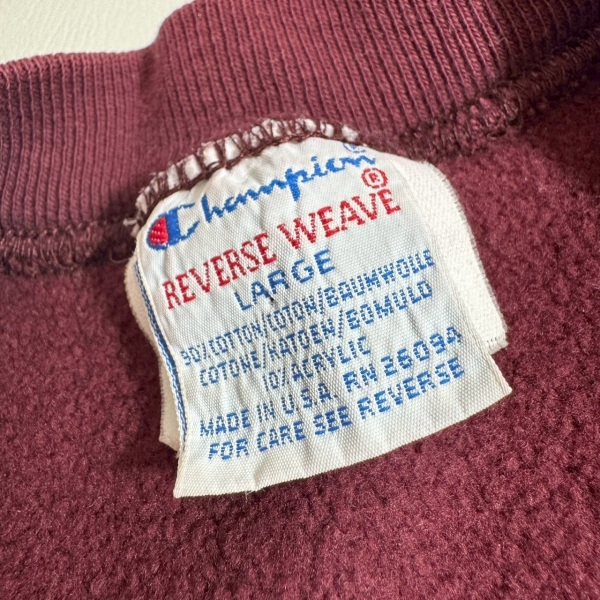 Champion®
REVERSE WEAVE
LARGE
90%COTTON/COTON/BAUMWOLLE
COTONE/KATOEN/BOMULD
10%ACRYLIC
MADE IN U.S.A. RN 26094
FOR CARE SEE REVERSE